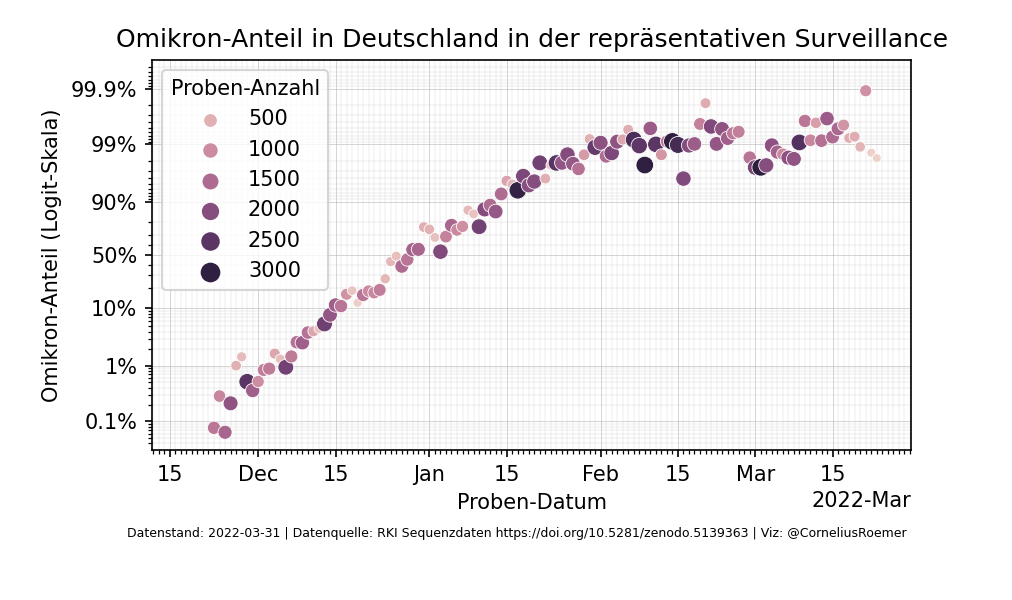 Omikron-Anteil in Deutschland in der repräsentativen Surveillance
Omikron-Anteil (Logit-Skala)
99.9%
99%
90%
50%
10%
1%
0.1%
Proben-Anzahl
500
1000
1500
2000
2500
3000
15 Dec 15 Jan 15 Feb 15 Mar 15
Proben-Datum
2022-Mar
Datenstand: 2022-03-31 | Datenquelle: RKI Sequenzdaten https://doi.org/10.5281/zenodo.5139363 | Viz: @CorneliusRoemer